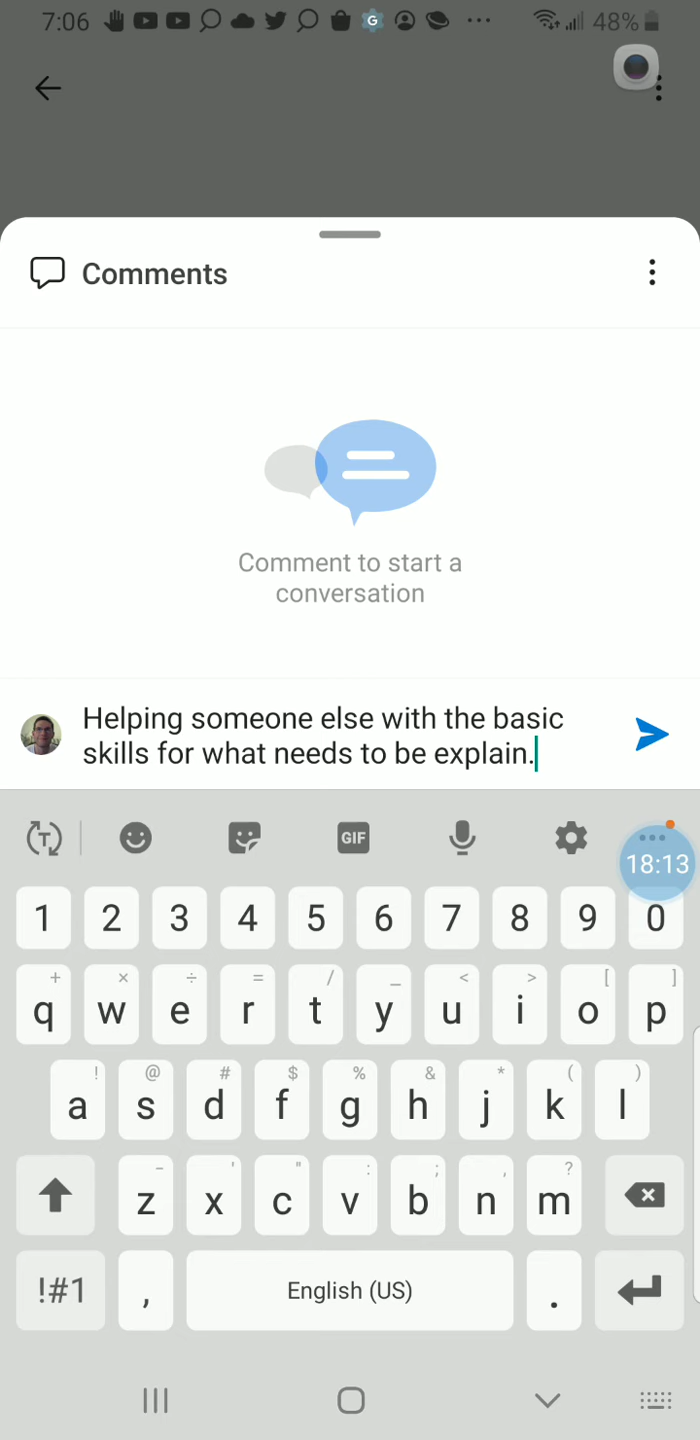 7:06 48%
Comments
Comment to start a
conversation
Helping someone else with the basic
skills for what needs to be explain.
GIF
18:13
1 2 3 4 5 6 7 8 9 0
+ × ÷ = / _ < > [ ]
q w e r t y u i o p
! @ # $ % & * ( )
a s d f g h j k l
- ' " : ; , ?
z x c v b n m
!#1 , English (US) .